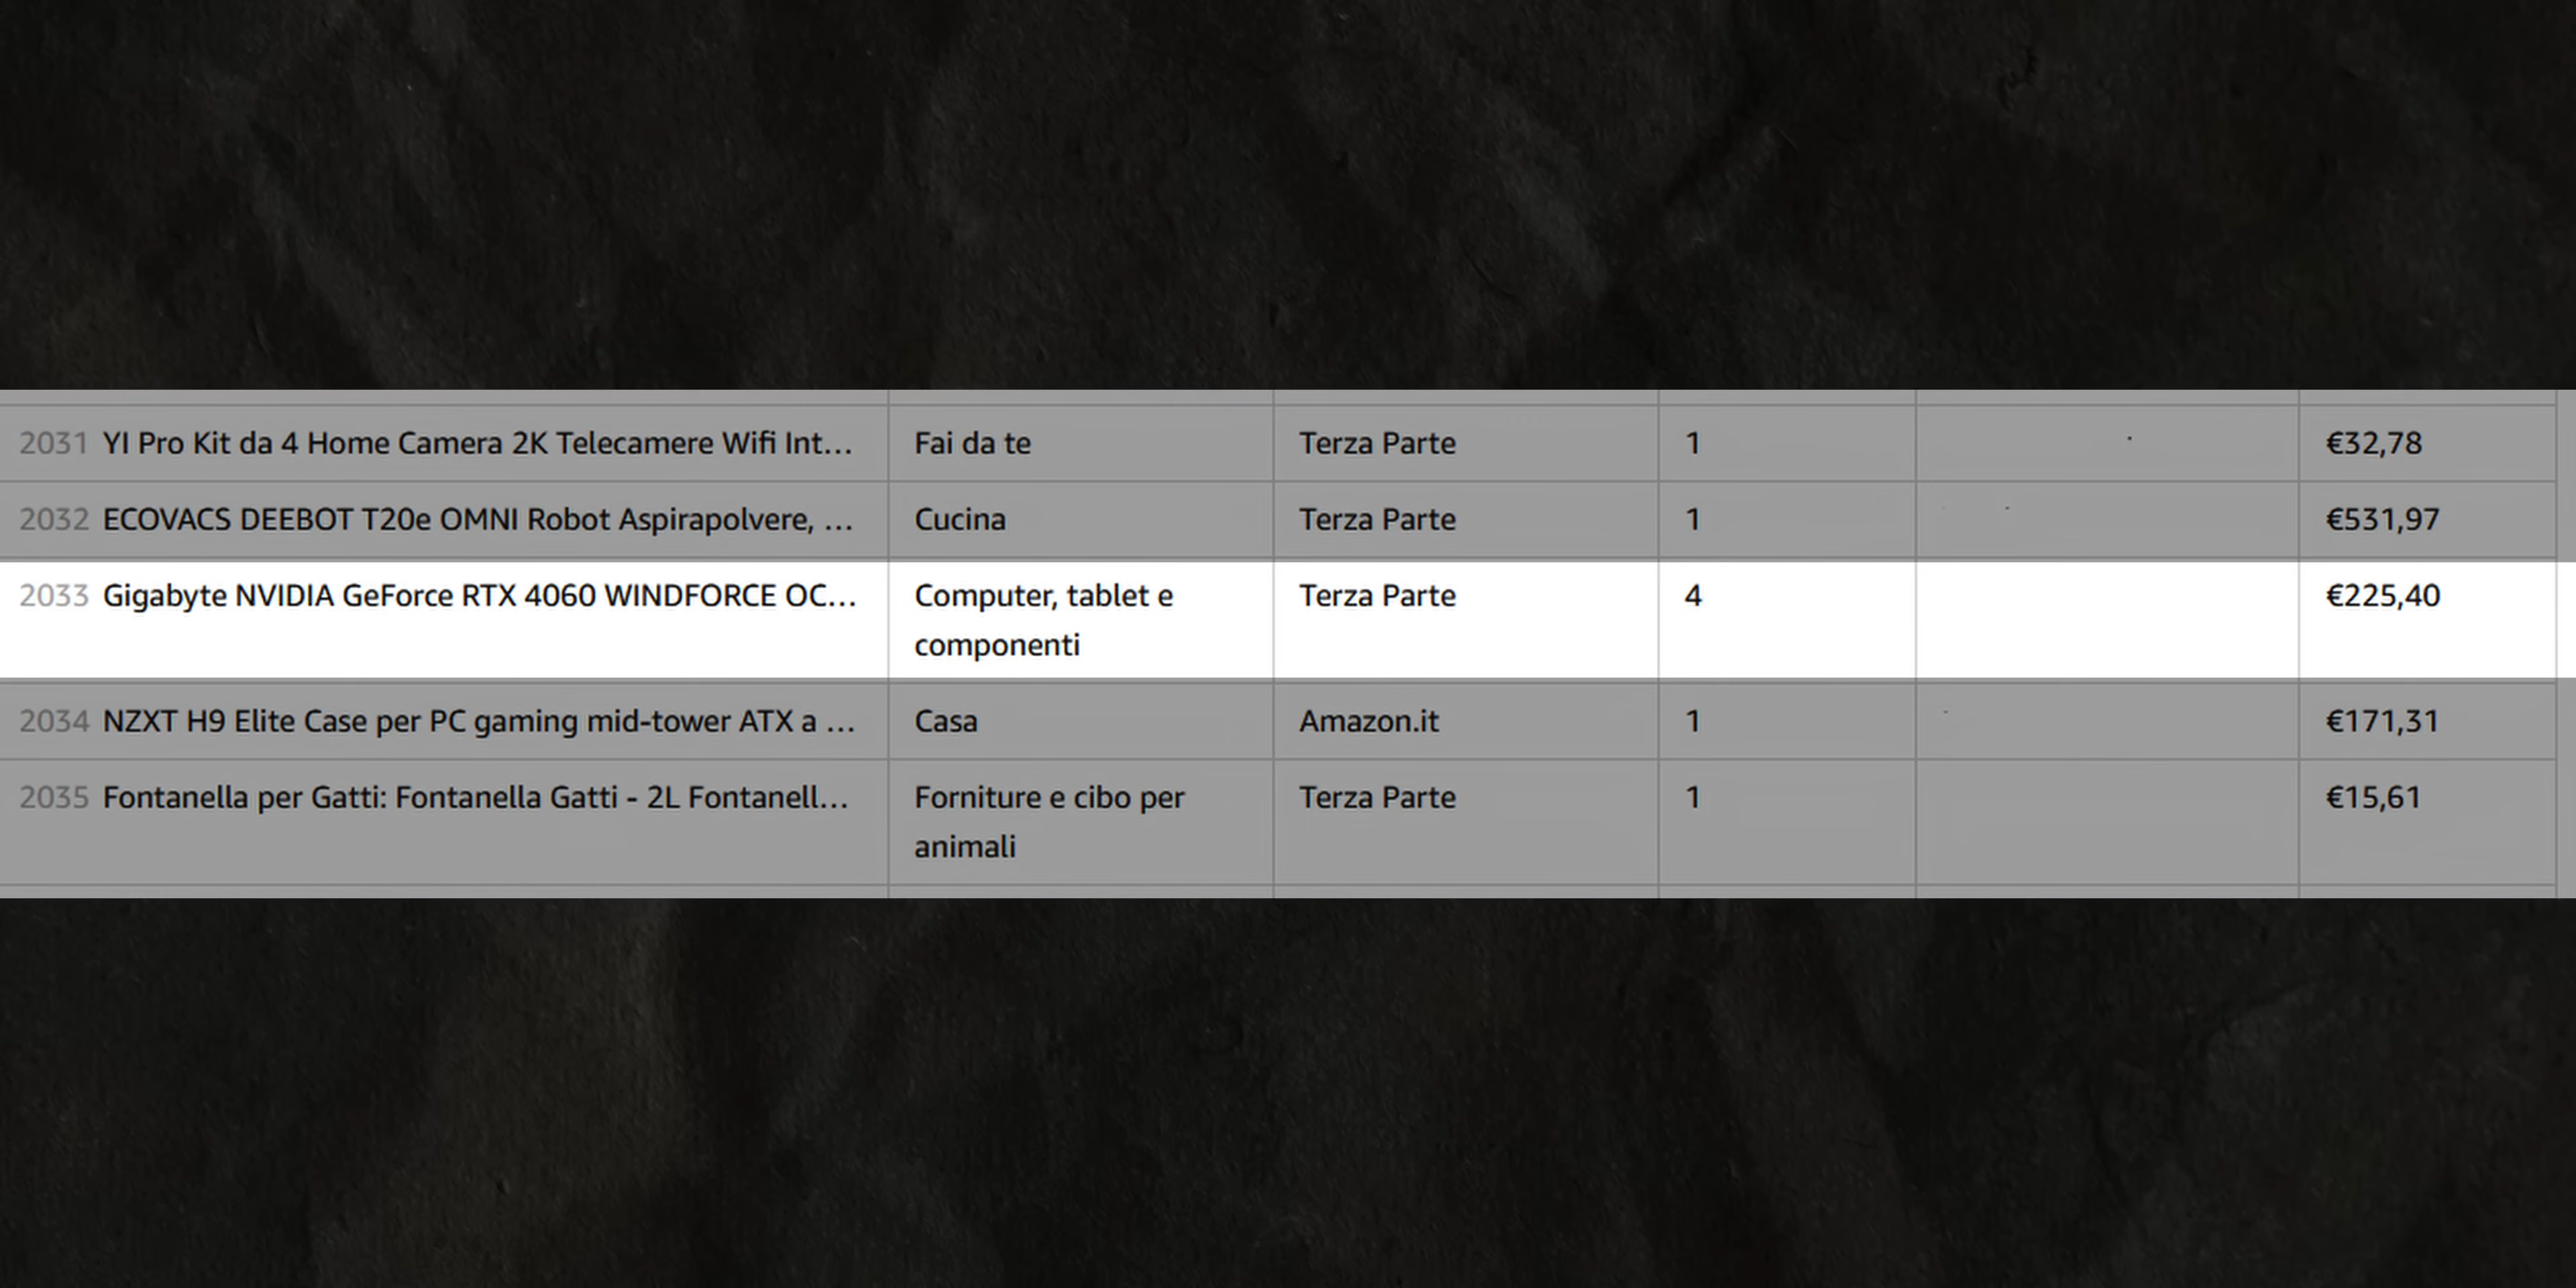 2031 YI Pro Kit da 4 Home Camera 2K Telecamere Wifi Int... Fai da te Terza Parte 1 €32,78
2032 ECOVACS DEEBOT T20e OMNI Robot Aspirapolvere, ... Cucina Terza Parte 1 €531,97
2033 Gigabyte NVIDIA GeForce RTX 4060 WINDFORCE OC... Computer, tablet e Terza Parte 4 €225,40
componenti
2034 NZXT H9 Elite Case per PC gaming mid-tower ATX a ... Casa Amazon.it 1 €171,31
2035 Fontanella per Gatti: Fontanella Gatti - 2L Fontanell... Forniture e cibo per Terza Parte 1 €15,61
animali